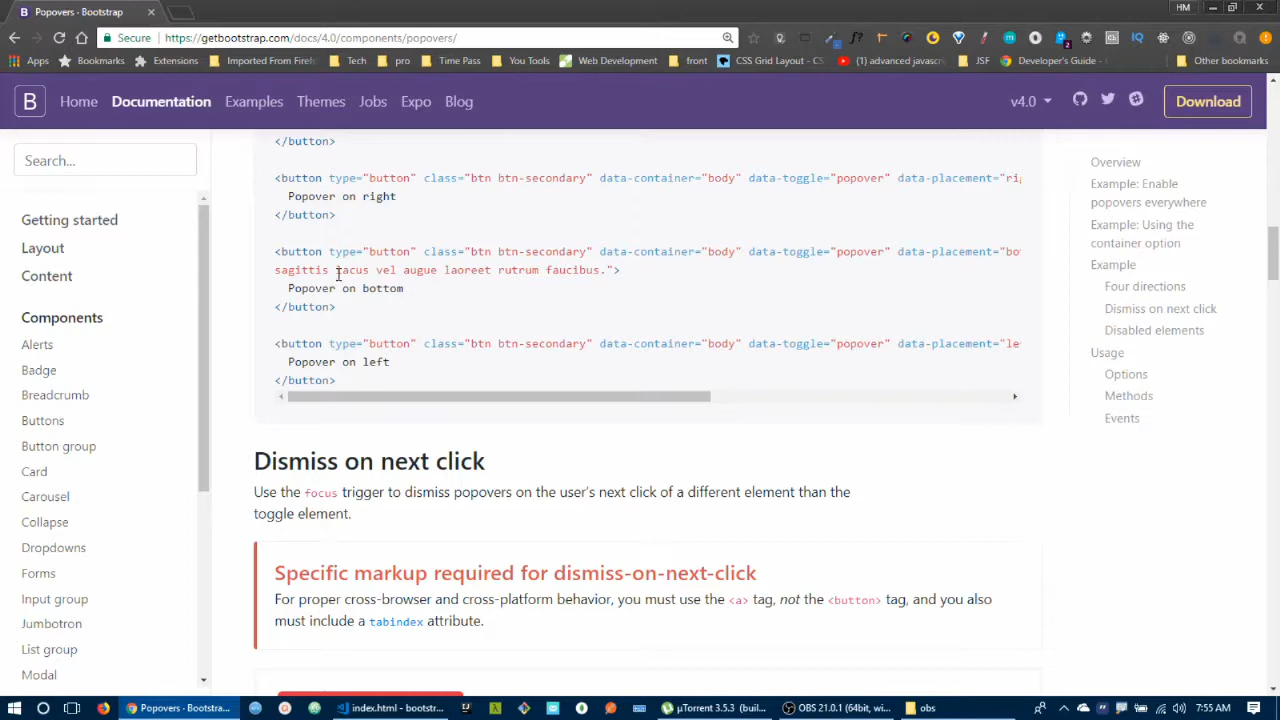 Popovers · Bootstrap
HM
Secure
https://getbootstrap.com/docs/4.0/components/popovers/
Apps
Bookmarks
Extensions
Imported From Firef
Tech
pro
Time Pass
You Tools
Web Development
front
CSS Grid Layout - CS
(1) advanced javascri
JSF
Developer's Guide -
Other bookmarks
B
Home
Documentation
Examples
Themes
Jobs
Expo
Blog
v4.0
Download
Search...
Getting started
Layout
Content
Components
Alerts
Badge
Breadcrumb
Buttons
Button group
Card
Carousel
Collapse
Dropdowns
Forms
Input group
Jumbotron
List group
Modal
</button>
<button type="button" class="btn btn-secondary" data-container="body" data-toggle="popover" data-placement="rig
Popover on right
</button>
<button type="button" class="btn btn-secondary" data-container="body" data-toggle="popover" data-placement="bo
sagittis lacus vel augue laoreet rutrum faucibus.">
Popover on bottom
</button>
<button type="button" class="btn btn-secondary" data-container="body" data-toggle="popover" data-placement="le
Popover on left
</button>
Dismiss on next click
Use the focus trigger to dismiss popovers on the user's next click of a different element than the
toggle element.
Specific markup required for dismiss-on-next-click
For proper cross-browser and cross-platform behavior, you must use the <a> tag, not the <button> tag, and you also
must include a tabindex attribute.
Overview
Example: Enable
popovers everywhere
Example: Using the
container option
Example
Four directions
Dismiss on next click
Disabled elements
Usage
Options
Methods
Events
Popovers · Bootstra...
index.html - bootstr...
µTorrent 3.5.3 (buil...
OBS 21.0.1 (64bit, wi...
obs
7:55 AM